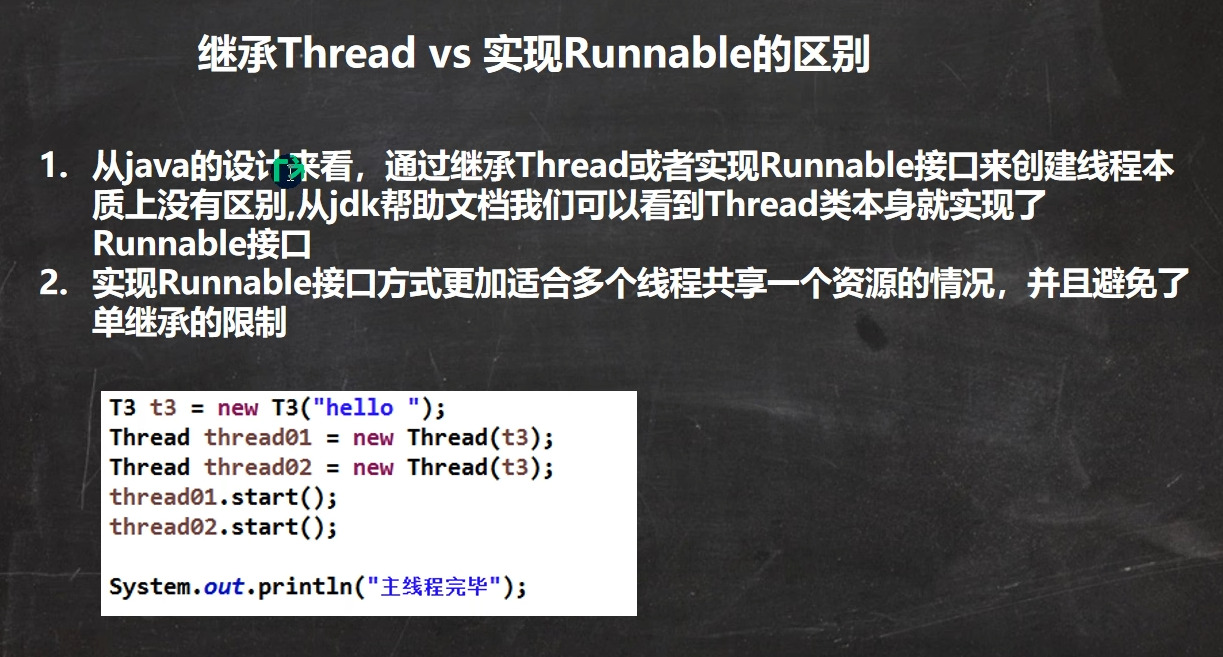 继承Thread vs 实现Runnable的区别
1. 从java的设计来看，通过继承Thread或者实现Runnable接口来创建线程本
质上没有区别,从jdk帮助文档我们可以看到Thread类本身就实现了
Runnable接口
2. 实现Runnable接口方式更加适合多个线程共享一个资源的情况，并且避免了
单继承的限制
T3 t3 = new T3("hello ");
Thread thread01 = new Thread(t3);
Thread thread02 = new Thread(t3);
thread01.start();
thread02.start();
System.out.println("主线程完毕");